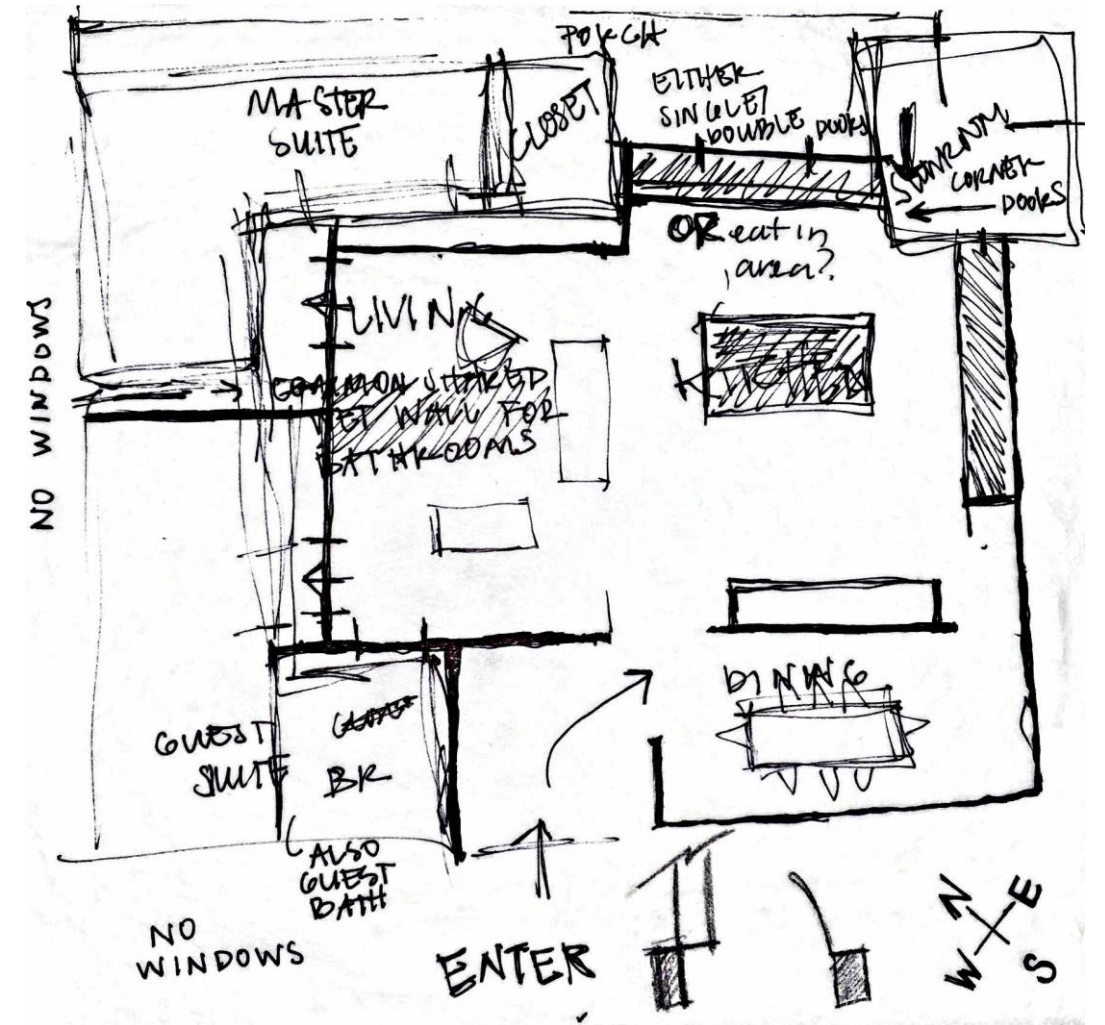 PORCH
MASTER
SUITE
CLOSET
EITHER
SINGLE/
DOUBLE DOORS
SUNRM
CORNER
DOORS
OR eat in
area?
LIVING
KITCHEN
COMMON SHARED
WET WALL FOR
BATHROOMS
NO WINDOWS
DINING
GUEST
SUITE
BR
ALSO
GUEST
BATH
NO
WINDOWS
ENTER
N
E
W
S